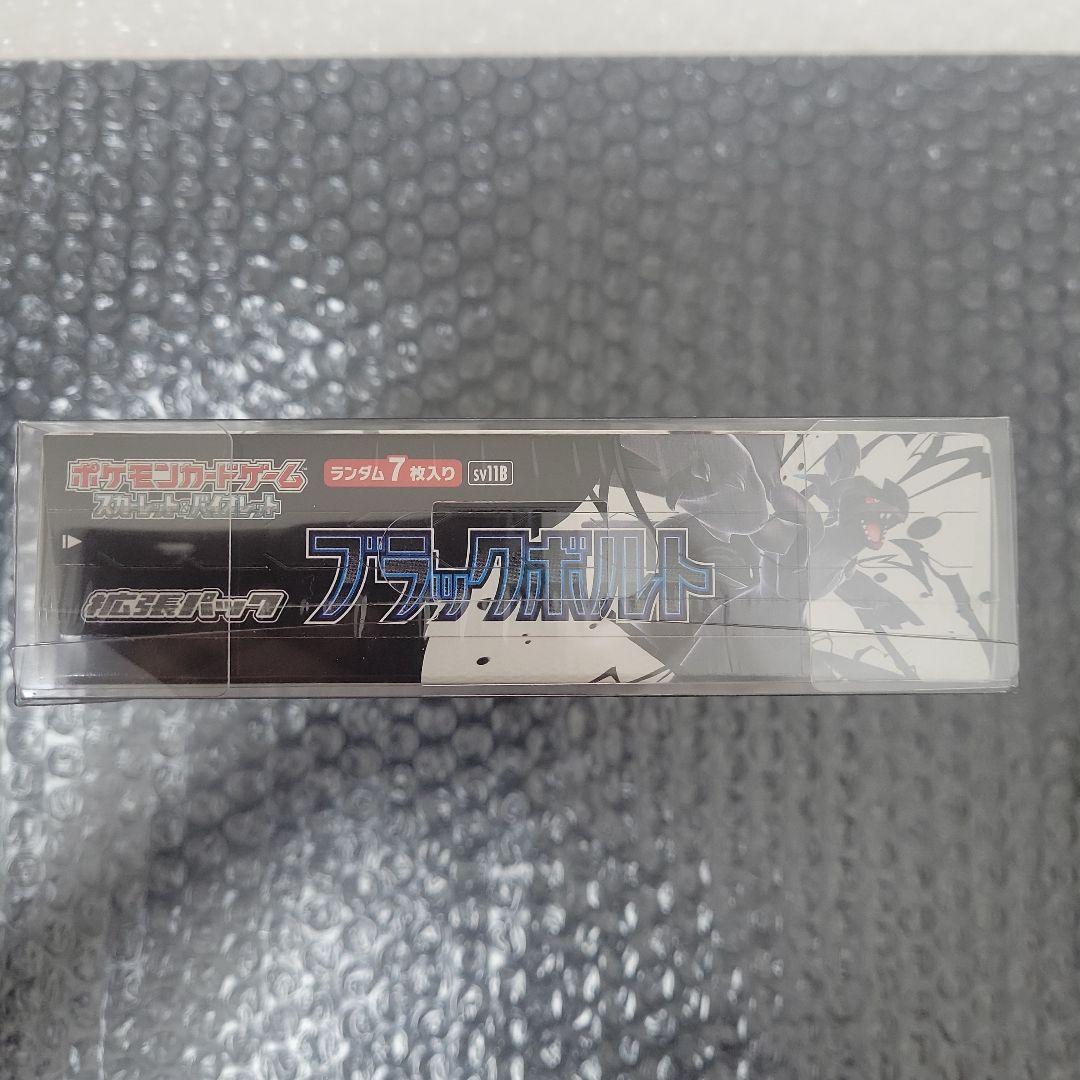 ポケモンカードゲーム
スカーレット&バイオレット
ランダム7枚入り
sv11B
拡張パック
ブラックボルト